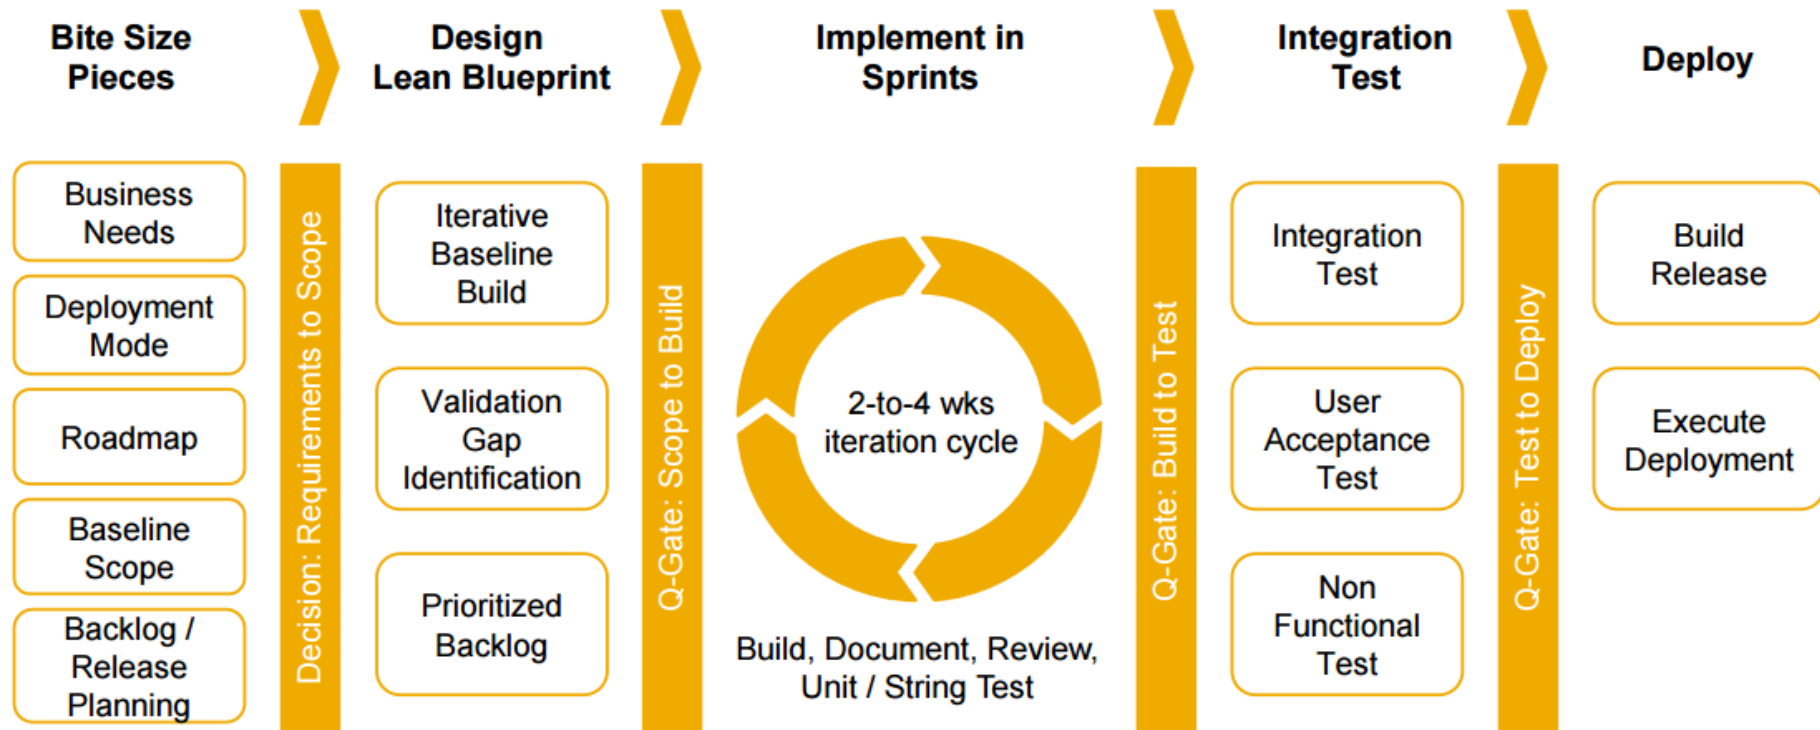 Bite Size
Pieces
Design
Lean Blueprint
Implement in
Sprints
Integration
Test
Deploy
Business
Needs
Deployment
Mode
Roadmap
Baseline
Scope
Backlog /
Release
Planning
Decision: Requirements to Scope
Iterative
Baseline
Build
Validation
Gap
Identification
Prioritized
Backlog
Q-Gate: Scope to Build
2-to-4 wks
iteration cycle
Build, Document, Review,
Unit / String Test
Q-Gate: Build to Test
Integration
Test
User
Acceptance
Test
Non
Functional
Test
Q-Gate: Test to Deploy
Build
Release
Execute
Deployment